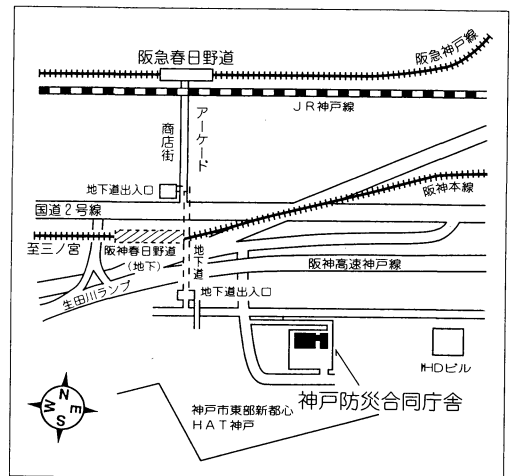 阪急春日野道
阪急神戸線
JR神戸線
アーケード
商店街
地下道出入口
阪神本線
国道2号線
至三ノ宮
阪神春日野道
(地下)
地下道
阪神高速神戸線
生田川ランプ
地下道出入口
IHDビル
神戸防災合同庁舎
神戸市東部新都心
HAT神戸
N
E
S
W